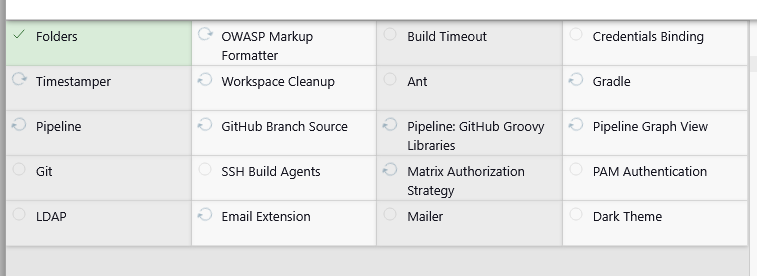 Folders
OWASP Markup
Formatter
Build Timeout
Credentials Binding
Timestamper
Workspace Cleanup
Ant
Gradle
Pipeline
GitHub Branch Source
Pipeline: GitHub Groovy
Libraries
Pipeline Graph View
Git
SSH Build Agents
Matrix Authorization
Strategy
PAM Authentication
LDAP
Email Extension
Mailer
Dark Theme